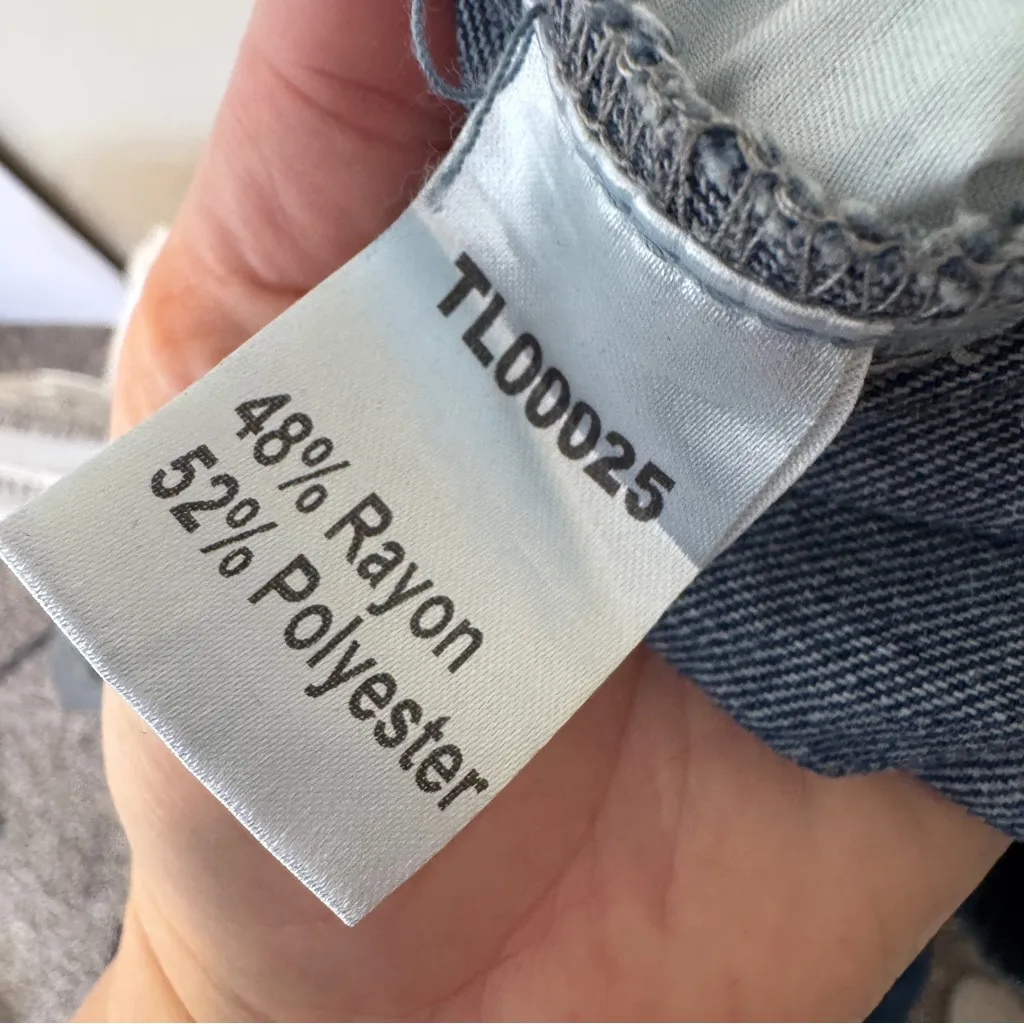 TL00025
48% Rayon
52% Polyester